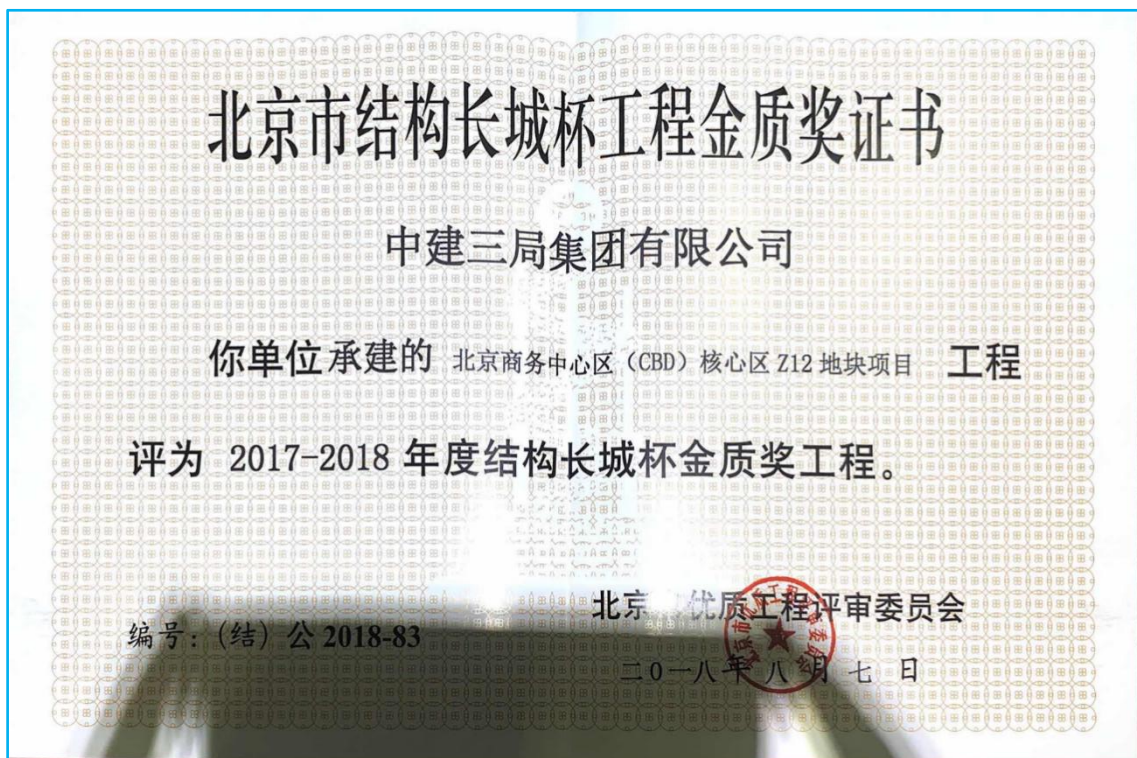 北京市结构长城杯工程金质奖证书
中建三局集团有限公司
你单位承建的 北京商务中心区（CBD）核心区 Z12 地块项目 工程
评为 2017-2018 年度结构长城杯金质奖工程。
北京 优质工程评审委员会
编号：（结）公 2018-83
二0一八年 八 月 七 日